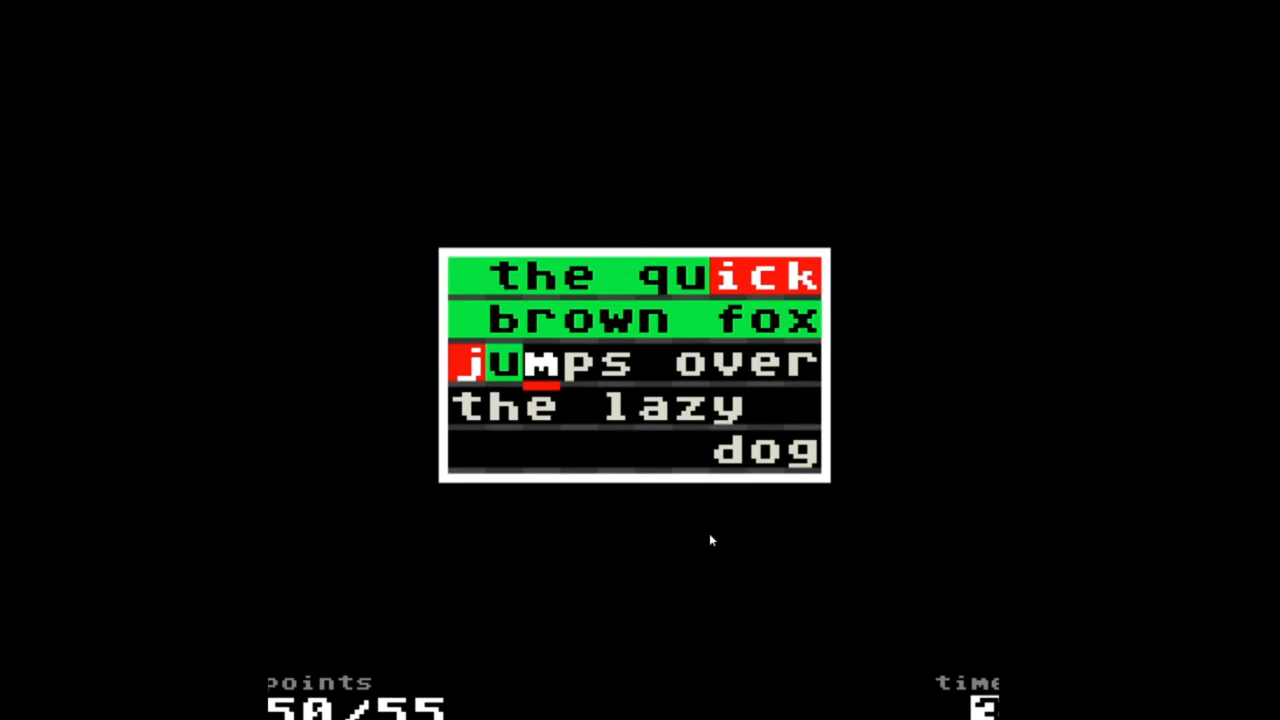 the quick
brown fox
jumps over
the lazy
dog
points
time
50/55